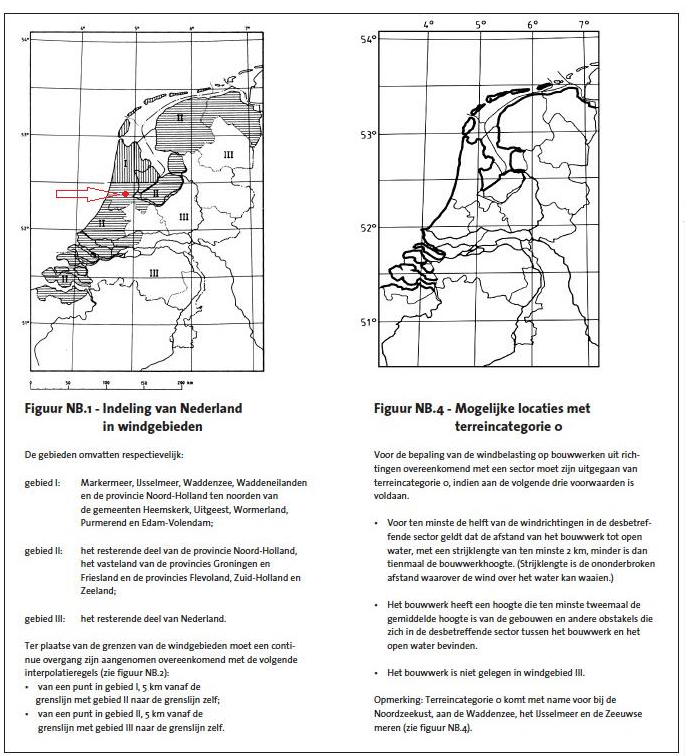 4° 5° 6° 7°
54°
53°
52°
51°
I
II
III
II
II
III
II
III
0 50 100 150 200 km
4° 5° 6° 7°
54°
53°
52°
51°
Figuur NB.1 - Indeling van Nederland
in windgebieden
De gebieden omvatten respectievelijk:
gebied I: Markermeer, IJsselmeer, Waddenzee, Waddeneilanden
en de provincie Noord-Holland ten noorden van
de gemeenten Heemskerk, Uitgeest, Wormerland,
Purmerend en Edam-Volendam;
gebied II: het resterende deel van de provincie Noord-Holland,
het vasteland van de provincies Groningen en
Friesland en de provincies Flevoland, Zuid-Holland en
Zeeland;
gebied III: het resterende deel van Nederland.
Ter plaatse van de grenzen van de windgebieden moet een conti-
nue overgang zijn aangenomen overeenkomend met de volgende
interpolatieregels (zie figuur NB.2):
• van een punt in gebied I, 5 km vanaf de
grenslijn met gebied II naar de grenslijn zelf;
• van een punt in gebied II, 5 km vanaf de
grenslijn met gebied III naar de grenslijn zelf.
Figuur NB.4 - Mogelijke locaties met
terreincategorie 0
Voor de bepaling van de windbelasting op bouwwerken uit rich-
tingen overeenkomend met een sector moet zijn uitgegaan van
terreincategorie 0, indien aan de volgende drie voorwaarden is
voldaan.
• Voor ten minste de helft van de windrichtingen in de desbetref-
fende sector geldt dat de afstand van het bouwwerk tot open
water, met een strijklengte van ten minste 2 km, minder is dan
tienmaal de bouwwerkhoogte. (Strijklengte is de ononderbroken
afstand waarover de wind over het water kan waaien.)
• Het bouwwerk heeft een hoogte die ten minste tweemaal de
gemiddelde hoogte is van de gebouwen en andere obstakels die
zich in de desbetreffende sector tussen het bouwwerk en het
open water bevinden.
• Het bouwwerk is niet gelegen in windgebied III.
Opmerking: Terreincategorie 0 komt met name voor bij de
Noordzeekust, aan de Waddenzee, het IJsselmeer en de Zeeuwse
meren (zie figuur NB.4).